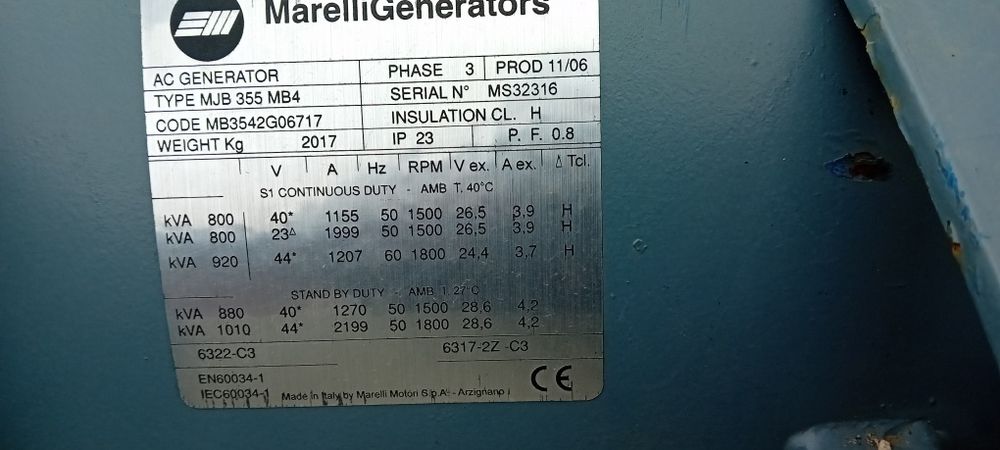 MarelliGenerators
AC GENERATOR PHASE 3 PROD 11/06
TYPE MJB 355 MB4 SERIAL N° MS32316
CODE MB3542G06717 INSULATION CL. H
WEIGHT Kg 2017 IP 23 P. F. 0.8
V A Hz RPM V ex. A ex. Δ Tcl.
S1 CONTINUOUS DUTY - AMB T. 40°C
kVA 800 40* 1155 50 1500 26,5 3,9 H
kVA 800 23Δ 1999 50 1500 26,5 3,9 H
kVA 920 44* 1207 60 1800 24,4 3,7 H
STAND BY DUTY - AMB T. 27°C
kVA 880 40* 1270 50 1500 28,6 4,2
kVA 1010 44* 2199 50 1800 28,6 4,2
6322-C3 6317-2Z -C3
EN60034-1
IEC60034-1 Made in Italy by Marelli Motori S.p.A. - Arzignano CE